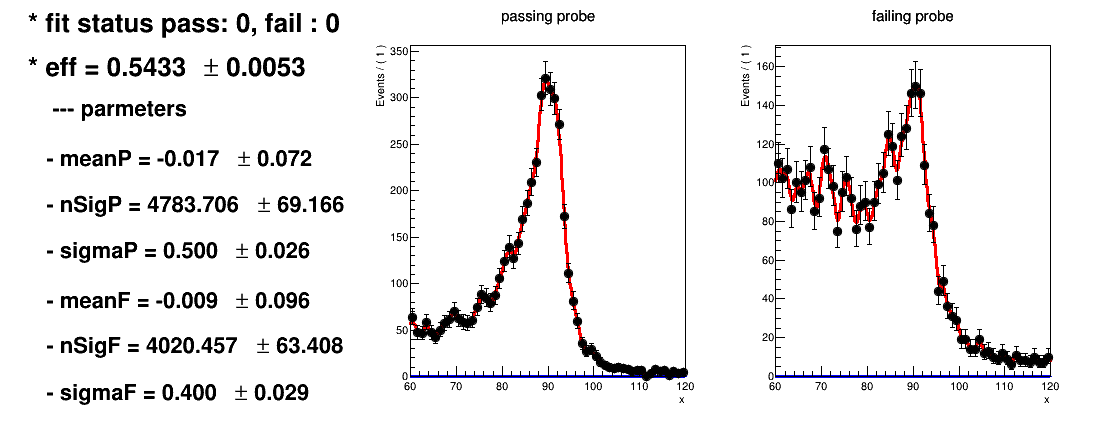 * fit status pass: 0, fail : 0
* eff = 0.5433 ± 0.0053
--- parmeters
- meanP = -0.017 ± 0.072
- nSigP = 4783.706 ± 69.166
- sigmaP = 0.500 ± 0.026
- meanF = -0.009 ± 0.096
- nSigF = 4020.457 ± 63.408
- sigmaF = 0.400 ± 0.029
passing probe
Events / ( 1 )
350
300
250
200
150
100
50
0
60 70 80 90 100 110 120
x
failing probe
Events / ( 1 )
160
140
120
100
80
60
40
20
0
60 70 80 90 100 110 120
x